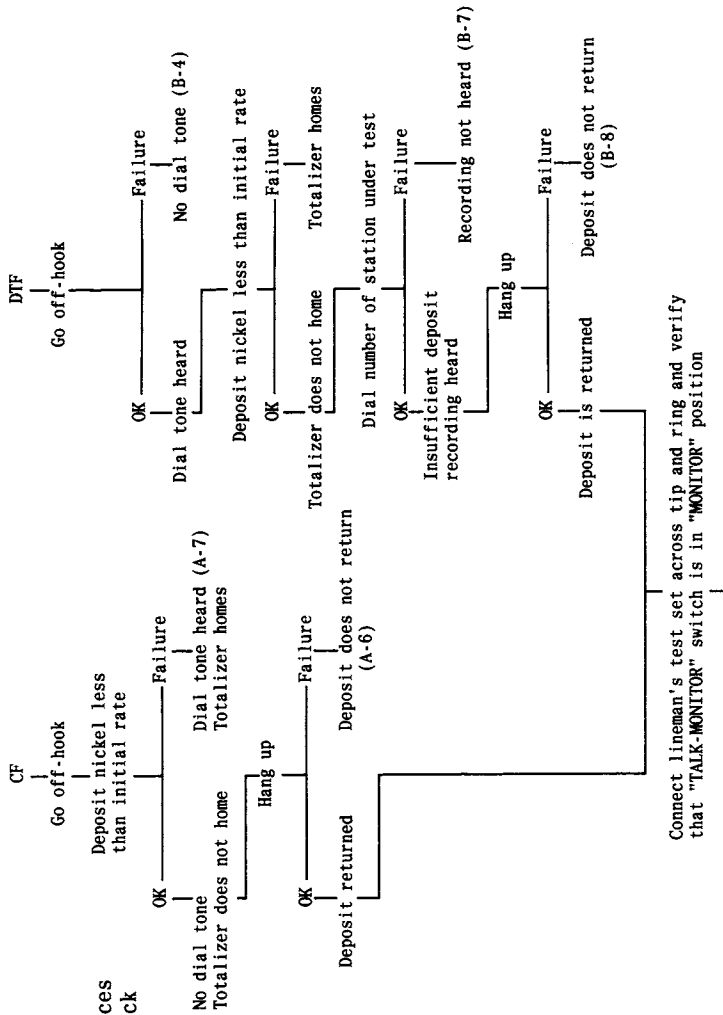 ces
ck
CF
Go off-hook
Deposit nickel less
than initial rate
OK
Failure
No dial tone
Totalizer does not home
Dial tone heard (A-7)
Totalizer homes
Hang up
OK
Failure
Deposit returned
Deposit does not return
(A-6)
DTF
Go off-hook
OK
Failure
Dial tone heard
No dial tone (B-4)
Deposit nickel less than initial rate
OK
Failure
Totalizer does not home
Totalizer homes
Dial number of station under test
OK
Failure
Insufficient deposit
recording heard
Recording not heard (B-7)
Hang up
OK
Failure
Deposit is returned
Deposit does not return
(B-8)
Connect lineman's test set across tip and ring and verify
that "TALK-MONITOR" switch is in "MONITOR" position